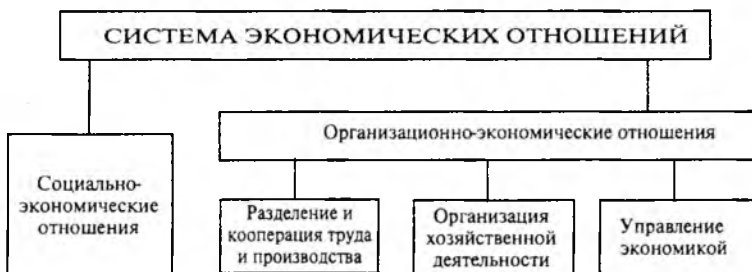 СИСТЕМА ЭКОНОМИЧЕСКИХ ОТНОШЕНИЙ
Организационно-экономические отношения
Социально-
экономические
отношения
Разделение и
кооперация труда
и производства
Организация
хозяйственной
деятельности
Управление
экономикой